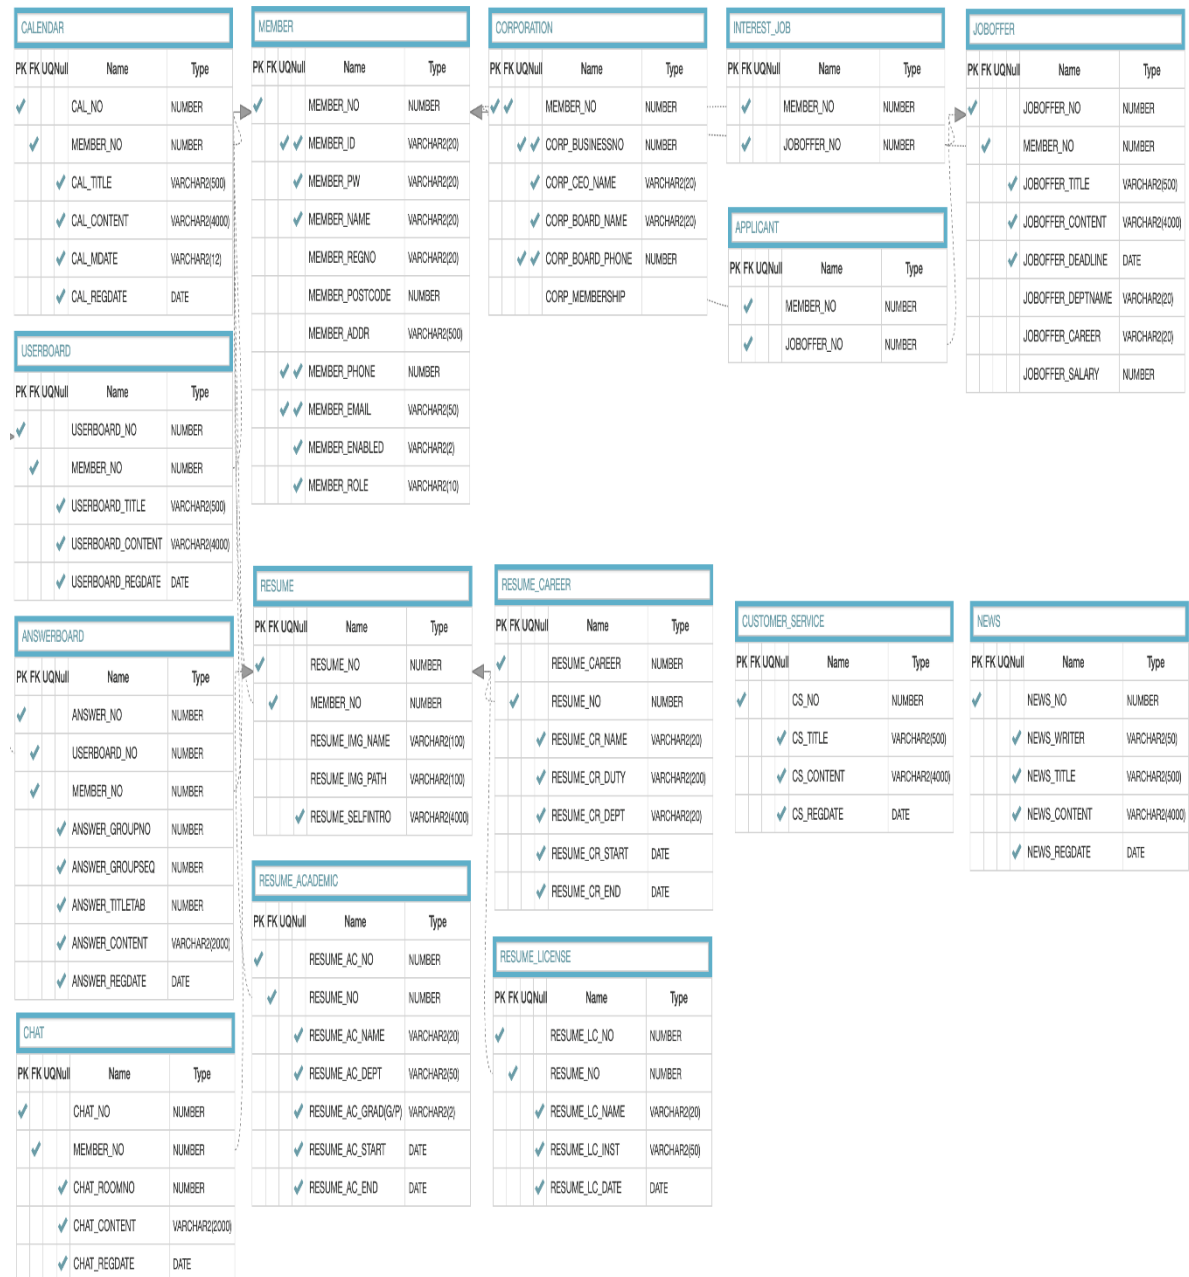 CALENDAR
PK FK UQ Null Name Type
CAL_NO NUMBER
MEMBER_NO NUMBER
CAL_TITLE VARCHAR2(500)
CAL_CONTENT VARCHAR2(4000)
CAL_MDATE VARCHAR2(12)
CAL_REGDATE DATE
MEMBER
PK FK UQ Null Name Type
MEMBER_NO NUMBER
MEMBER_ID VARCHAR2(20)
MEMBER_PW VARCHAR2(20)
MEMBER_NAME VARCHAR2(20)
MEMBER_REGNO VARCHAR2(20)
MEMBER_POSTCODE NUMBER
MEMBER_ADDR VARCHAR2(500)
MEMBER_PHONE NUMBER
MEMBER_EMAIL VARCHAR2(50)
MEMBER_ENABLED VARCHAR2(2)
MEMBER_ROLE VARCHAR2(10)
CORPORATION
PK FK UQ Null Name Type
MEMBER_NO NUMBER
CORP_BUSINESSNO NUMBER
CORP_CEO_NAME VARCHAR2(20)
CORP_BOARD_NAME VARCHAR2(20)
CORP_BOARD_PHONE NUMBER
CORP_MEMBERSHIP
INTEREST_JOB
PK FK UQ Null Name Type
MEMBER_NO NUMBER
JOBOFFER_NO NUMBER
APPLICANT
PK FK UQ Null Name Type
MEMBER_NO NUMBER
JOBOFFER_NO NUMBER
JOBOFFER
PK FK UQ Null Name Type
JOBOFFER_NO NUMBER
MEMBER_NO NUMBER
JOBOFFER_TITLE VARCHAR2(500)
JOBOFFER_CONTENT VARCHAR2(4000)
JOBOFFER_DEADLINE DATE
JOBOFFER_DEPTNAME VARCHAR2(20)
JOBOFFER_CAREER VARCHAR2(20)
JOBOFFER_SALARY NUMBER
USERBOARD
PK FK UQ Null Name Type
USERBOARD_NO NUMBER
MEMBER_NO NUMBER
USERBOARD_TITLE VARCHAR2(500)
USERBOARD_CONTENT VARCHAR2(4000)
USERBOARD_REGDATE DATE
ANSWERBOARD
PK FK UQ Null Name Type
ANSWER_NO NUMBER
USERBOARD_NO NUMBER
MEMBER_NO NUMBER
ANSWER_GROUPNO NUMBER
ANSWER_GROUPSEQ NUMBER
ANSWER_TITLETAB NUMBER
ANSWER_CONTENT VARCHAR2(2000)
ANSWER_REGDATE DATE
CHAT
PK FK UQ Null Name Type
CHAT_NO NUMBER
MEMBER_NO NUMBER
CHAT_ROOMNO NUMBER
CHAT_CONTENT VARCHAR2(2000)
CHAT_REGDATE DATE
RESUME
PK FK UQ Null Name Type
RESUME_NO NUMBER
MEMBER_NO NUMBER
RESUME_IMG_NAME VARCHAR2(100)
RESUME_IMG_PATH VARCHAR2(100)
RESUME_SELFINTRO VARCHAR2(4000)
RESUME_ACADEMIC
PK FK UQ Null Name Type
RESUME_AC_NO NUMBER
RESUME_NO NUMBER
RESUME_AC_NAME VARCHAR2(20)
RESUME_AC_DEPT VARCHAR2(50)
RESUME_AC_GRAD(G/P) VARCHAR2(2)
RESUME_AC_START DATE
RESUME_AC_END DATE
RESUME_CAREER
PK FK UQ Null Name Type
RESUME_CAREER NUMBER
RESUME_NO NUMBER
RESUME_CR_NAME VARCHAR2(20)
RESUME_CR_DUTY VARCHAR2(200)
RESUME_CR_DEPT VARCHAR2(20)
RESUME_CR_START DATE
RESUME_CR_END DATE
RESUME_LICENSE
PK FK UQ Null Name Type
RESUME_LC_NO NUMBER
RESUME_NO NUMBER
RESUME_LC_NAME VARCHAR2(20)
RESUME_LC_INST VARCHAR2(50)
RESUME_LC_DATE DATE
CUSTOMER_SERVICE
PK FK UQ Null Name Type
CS_NO NUMBER
CS_TITLE VARCHAR2(500)
CS_CONTENT VARCHAR2(4000)
CS_REGDATE DATE
NEWS
PK FK UQ Null Name Type
NEWS_NO NUMBER
NEWS_WRITER VARCHAR2(50)
NEWS_TITLE VARCHAR2(500)
NEWS_CONTENT VARCHAR2(4000)
NEWS_REGDATE DATE